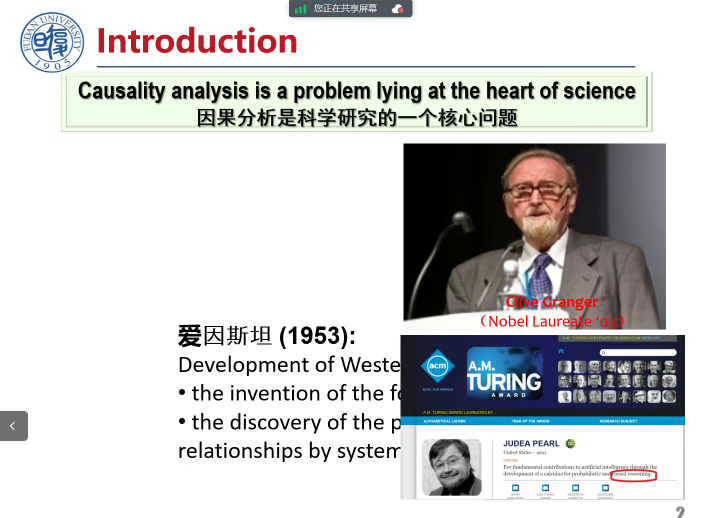 您正在共享屏幕
FUDAN UNIVERSITY
1905
Introduction
Causality analysis is a problem lying at the heart of science
因果分析是科学研究的一个核心问题
Clive Granger
（Nobel Laureate ‘03）
爱因斯坦 (1953):
Development of Weste
• the invention of the fo
• the discovery of the p
relationships by system
acm
A.M.
TURING
AWARD
A.M. TURING CENTENARY CELEBRATION WEBCAST
A.M. TURING AWARD LAUREATES BY...
ALPHABETICAL LISTING
YEAR OF THE AWARD
RESEARCH SUBJECT
JUDEA PEARL
United States – 2011
CITATION
For fundamental contributions to artificial intelligence through the
development of a calculus for probabilistic and causal reasoning.
2